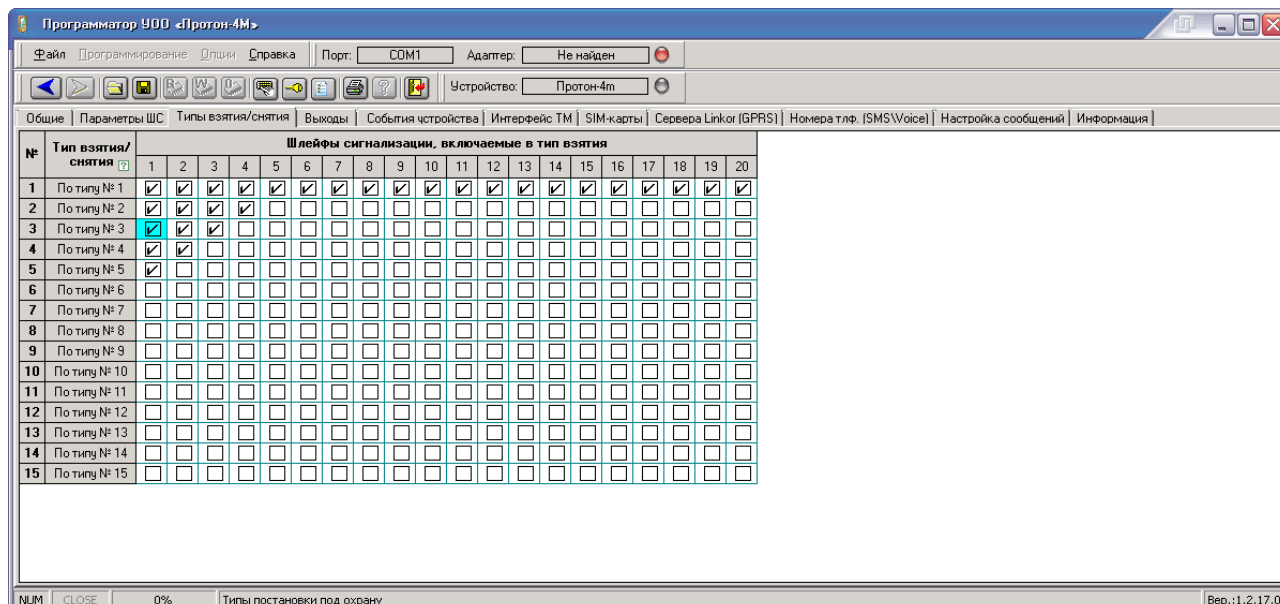 Программатор УОО «Протон-4М»
Файл Программирование Опции Справка Порт: COM1 Адаптер: Не найден
Устройство: Протон-4m
Общие Параметры ШС Типы взятия/снятия Выходы События устройства Интерфейс ТМ SIM-карты Сервера Linkor (GPRS) Номера тлф. (SMS\Voice) Настройка сообщений Информация
№ Тип взятия/снятия ? Шлейфы сигнализации, включаемые в тип взятия
1 2 3 4 5 6 7 8 9 10 11 12 13 14 15 16 17 18 19 20
1 По типу № 1
2 По типу № 2
3 По типу № 3
4 По типу № 4
5 По типу № 5
6 По типу № 6
7 По типу № 7
8 По типу № 8
9 По типу № 9
10 По типу № 10
11 По типу № 11
12 По типу № 12
13 По типу № 13
14 По типу № 14
15 По типу № 15
NUM CLOSE 0% Типы постановки под охрану Вер.:1.2.17.0